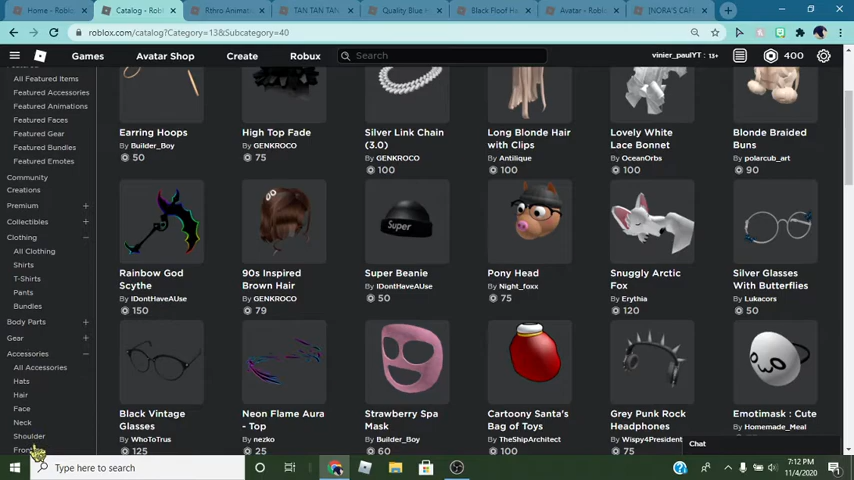 Home - Roblox
Catalog - Robl
Rthro Animati
TAN TAN TAN
Quality Blue
Black Floof Ha
Avatar - Roblo
[NORA'S CAFE
roblox.com/catalog?Category=13&Subcategory=40
Games
Avatar Shop
Create
Robux
Search
vinier_paulYT : 13+
400
Featured
All Featured Items
Featured Accessories
Featured Animations
Featured Faces
Featured Gear
Featured Bundles
Featured Emotes
Community
Creations
Premium +
Collectibles +
Clothing −
All Clothing
Shirts
T-Shirts
Pants
Bundles
Body Parts +
Gear +
Accessories −
All Accessories
Hats
Hair
Face
Neck
Shoulder
Front
Earring Hoops
By Builder_Boy
50
High Top Fade
By GENKROCO
75
Silver Link Chain
(3.0)
By GENKROCO
100
Long Blonde Hair
with Clips
By Antilique
100
Lovely White
Lace Bonnet
By OceanOrbs
100
Blonde Braided
Buns
By polarcub_art
90
Rainbow God
Scythe
By IDontHaveAUse
150
90s Inspired
Brown Hair
By GENKROCO
79
Super
Super Beanie
By IDontHaveAUse
50
Pony Head
By Night_foxx
75
Snuggly Arctic
Fox
By Erythia
120
Silver Glasses
With Butterflies
By Lukacors
50
Black Vintage
Glasses
By WhoToTrus
125
Neon Flame Aura
- Top
By nezko
25
Strawberry Spa
Mask
By Builder_Boy
60
Cartoony Santa's
Bag of Toys
By TheShipArchitect
100
Grey Punk Rock
Headphones
By Wispy4President
Emotimask : Cute
By Homemade_Meal
Chat
Type here to search
7:12 PM
11/4/2020